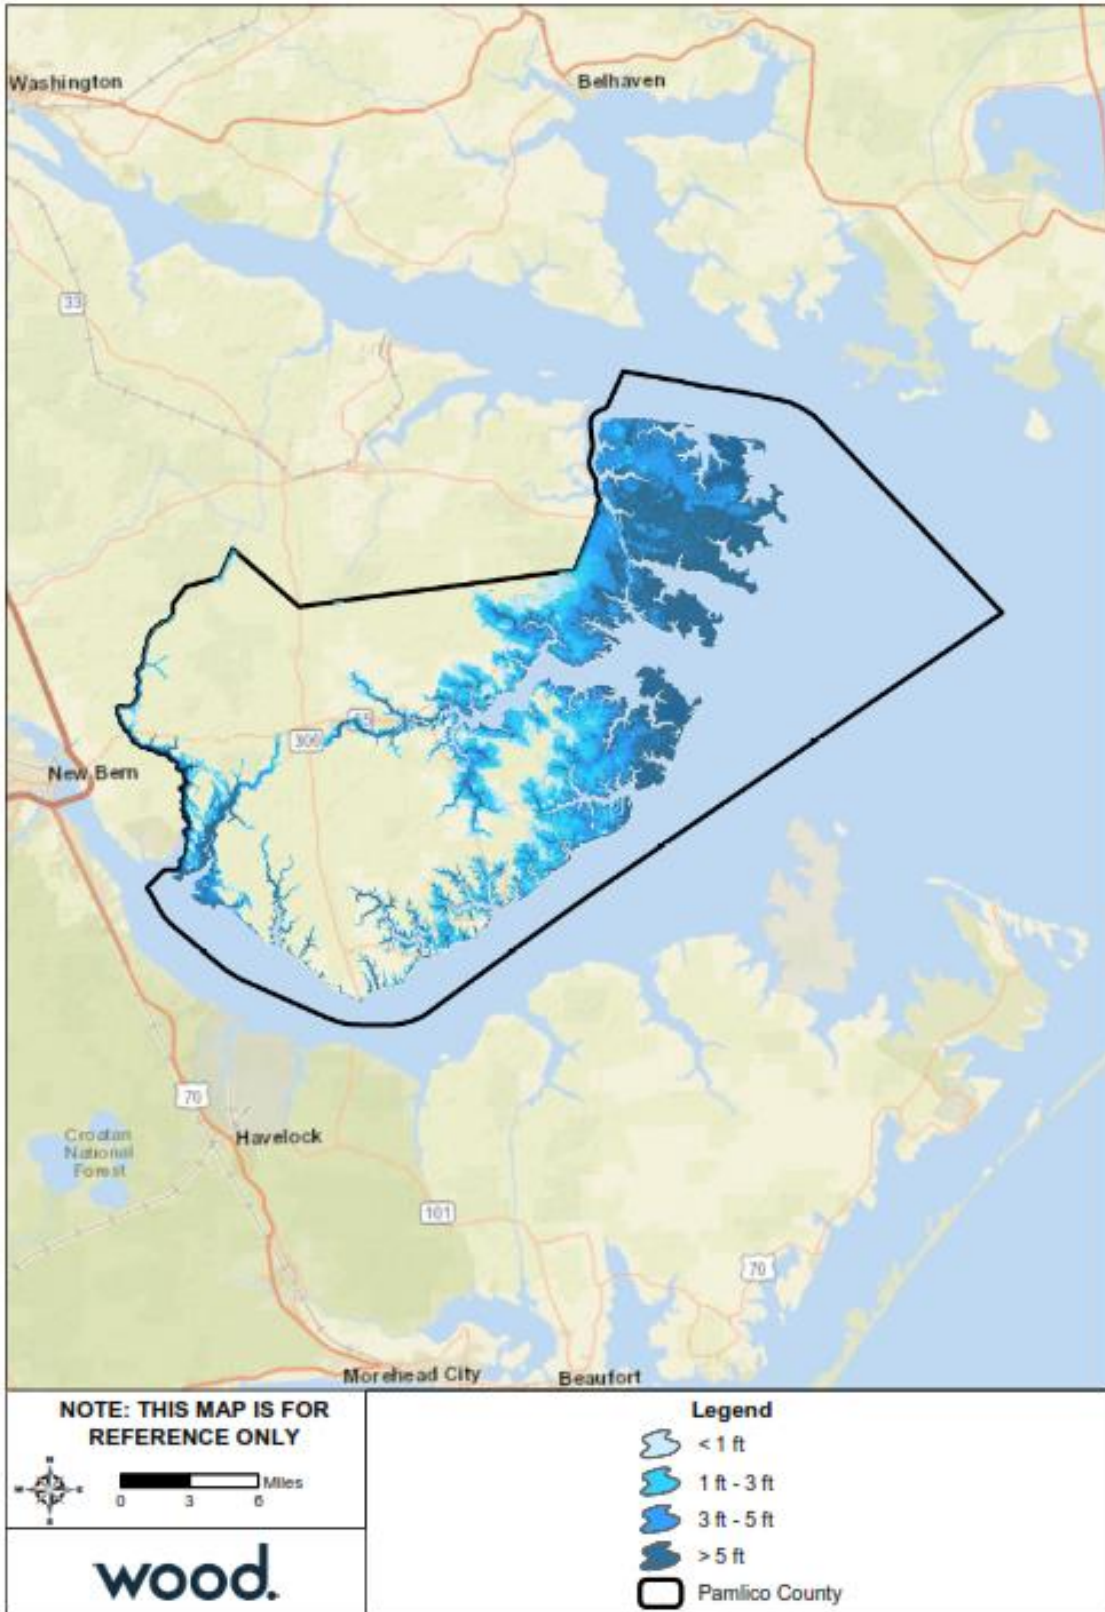 Washington
Belhaven
33
55
306
New Bern
70
Croatan
National
Forest
Havelock
101
70
Morehead City
Beaufort
NOTE: THIS MAP IS FOR
REFERENCE ONLY
N
W E
S
Miles
0 3 6
wood.
Legend
< 1 ft
1 ft - 3 ft
3 ft - 5 ft
> 5 ft
Pamlico County